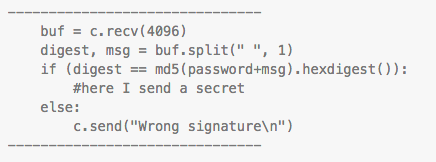 -------------------------------
    buf = c.recv(4096)
    digest, msg = buf.split(" ", 1)
    if (digest == md5(password+msg).hexdigest()):
        #here I send a secret
    else:
        c.send("Wrong signature\n")
-------------------------------